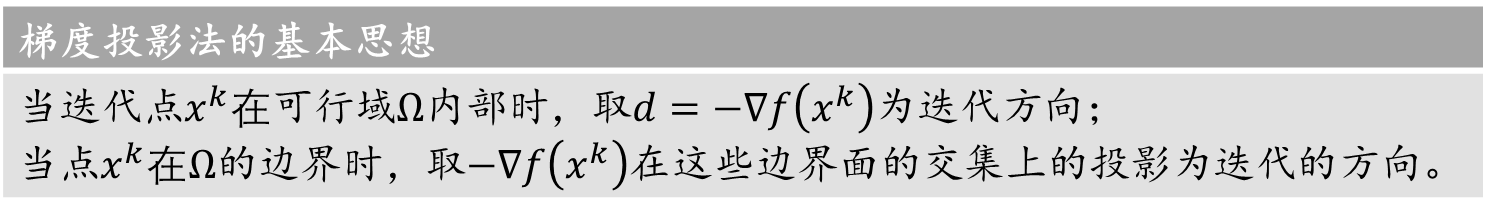 梯度投影法的基本思想
当迭代点x^k在可行域Ω内部时，取d = −∇f(x^k)为迭代方向；
当点x^k在Ω的边界时，取−∇f(x^k)在这些边界面的交集上的投影为迭代的方向。